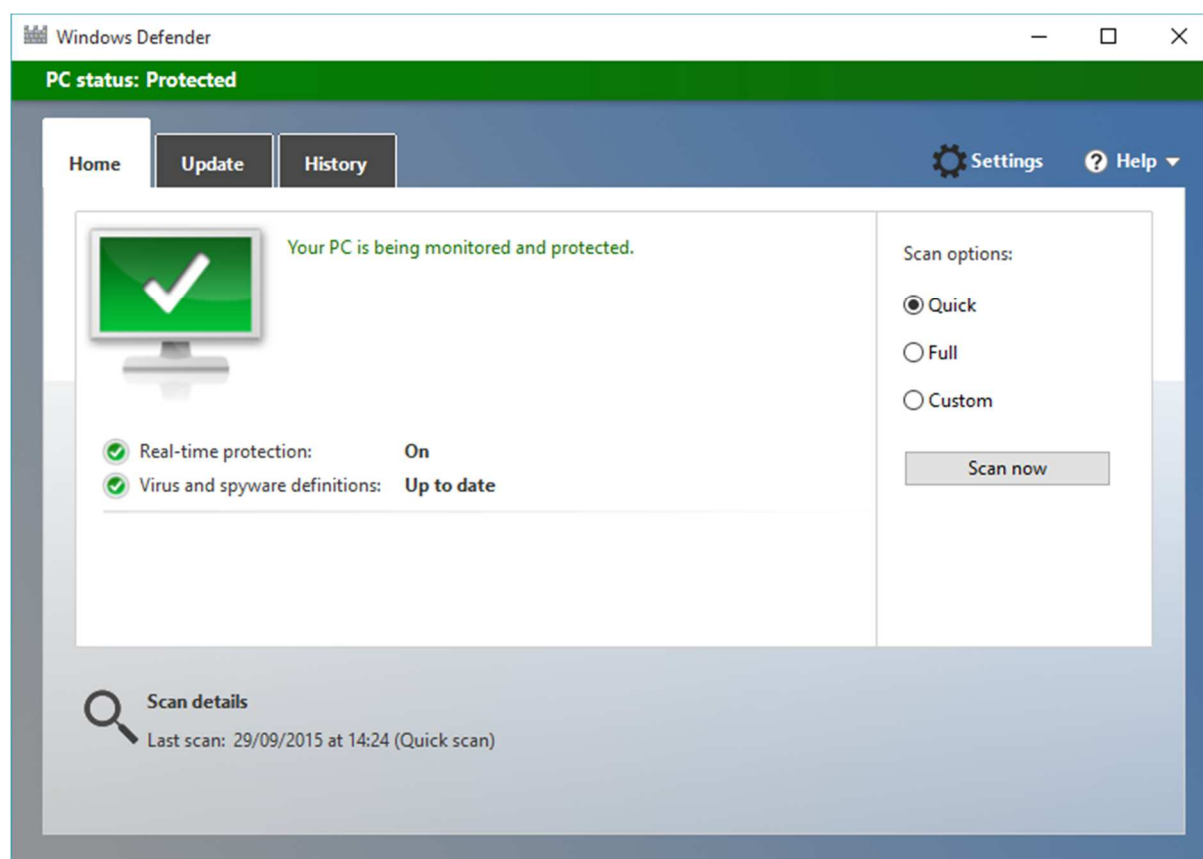 Windows Defender
PC status: Protected
Home
Update
History
Settings
Help
Your PC is being monitored and protected.
Real-time protection: On
Virus and spyware definitions: Up to date
Scan options:
Quick
Full
Custom
Scan now
Scan details
Last scan: 29/09/2015 at 14:24 (Quick scan)